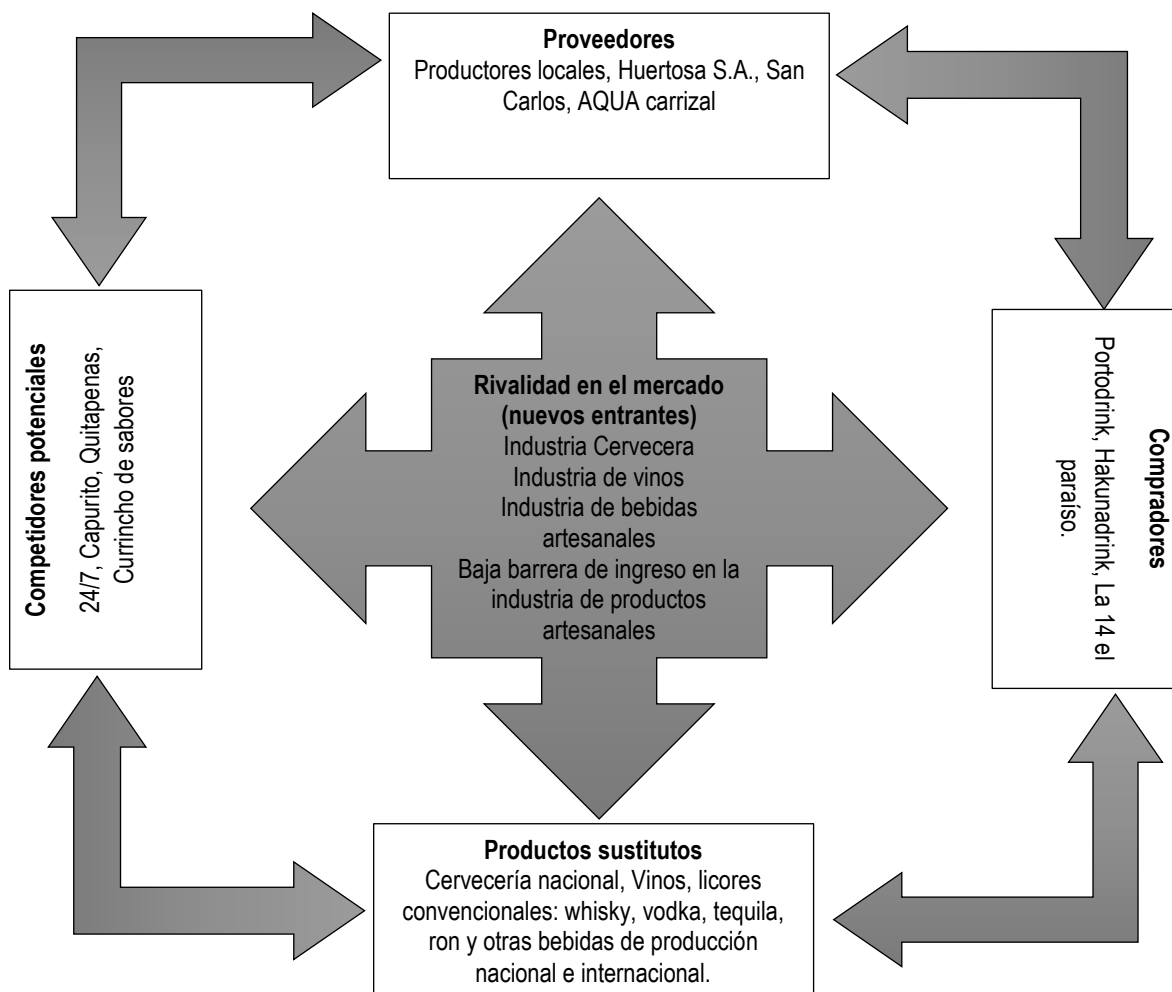 Proveedores
Productores locales, Huertosa S.A., San
Carlos, AQUA carrizal
Competidores potenciales
24/7, Capurito, Quitapenas,
Currincho de sabores
Rivalidad en el mercado
(nuevos entrantes)
Industria Cervecera
Industria de vinos
Industria de bebidas
artesanales
Baja barrera de ingreso en la
industria de productos
artesanales
Compradores
Portodrink, Hakunadrink, La 14 el
paraíso.
Productos sustitutos
Cervecería nacional, Vinos, licores
convencionales: whisky, vodka, tequila,
ron y otras bebidas de producción
nacional e internacional.